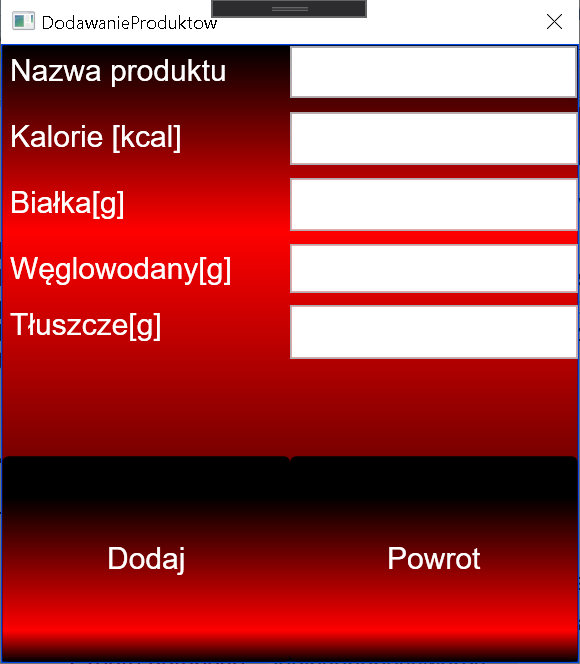 DodawanieProduktow
Nazwa produktu
Kalorie [kcal]
Białka[g]
Węglowodany[g]
Tłuszcze[g]
Dodaj
Powrot